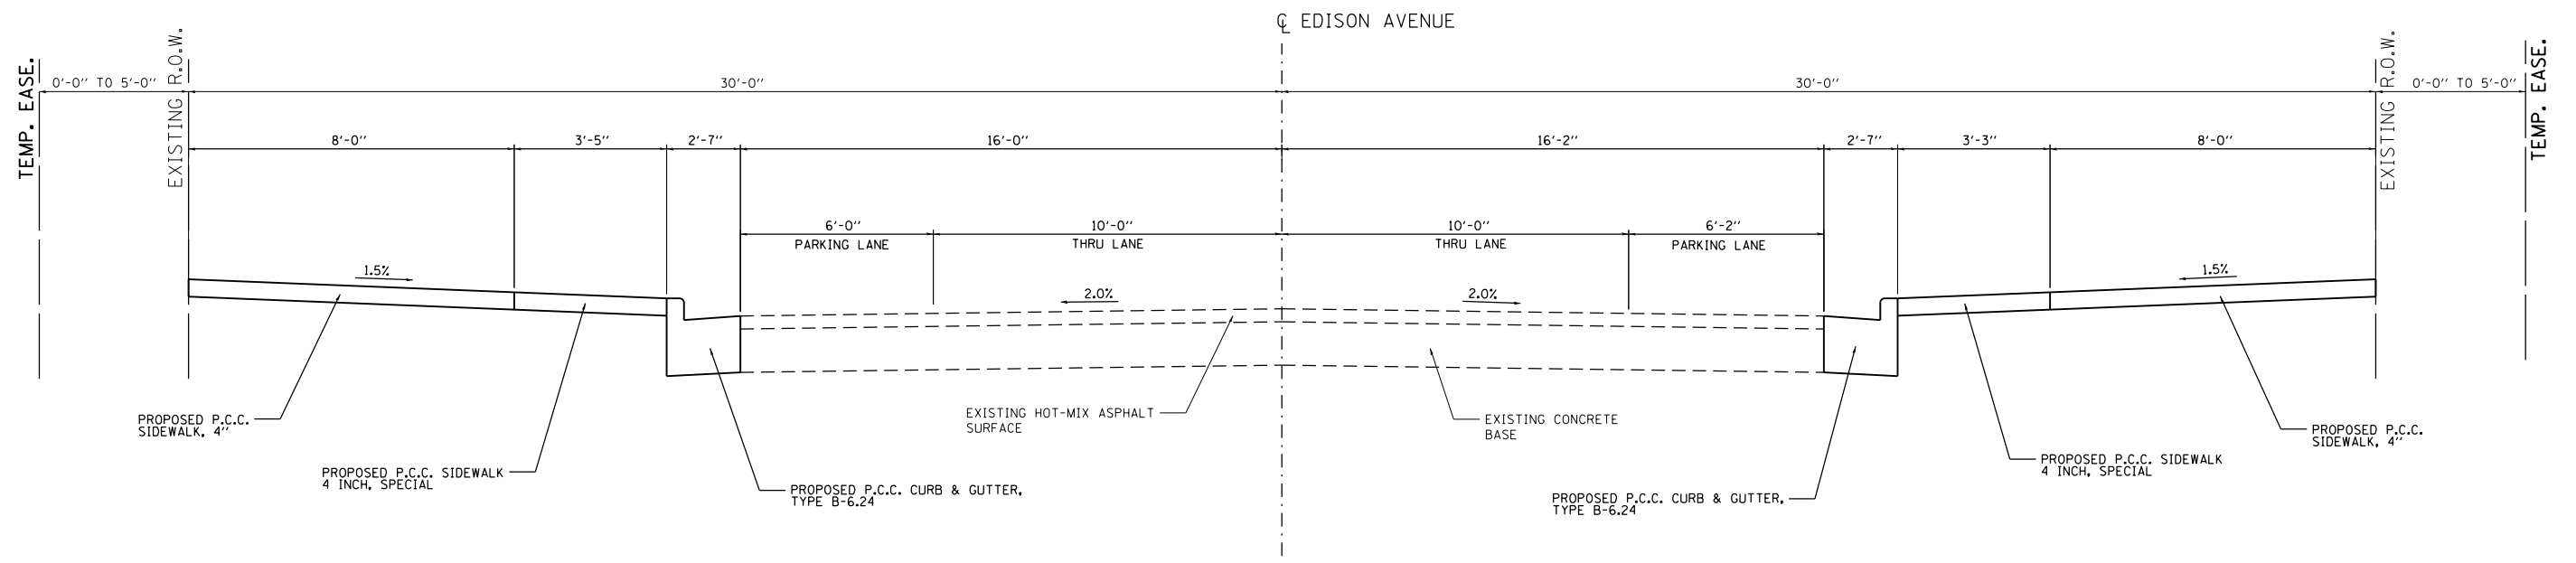 ℄ EDISON AVENUE
TEMP. EASE.
0'-0'' TO 5'-0''
EXISTING R.O.W.
30'-0''
30'-0''
EXISTING R.O.W.
0'-0'' TO 5'-0''
TEMP. EASE.
8'-0''
3'-5''
2'-7''
16'-0''
16'-2''
2'-7''
3'-3''
8'-0''
6'-0''
PARKING LANE
10'-0''
THRU LANE
10'-0''
THRU LANE
6'-2''
PARKING LANE
1.5%
2.0%
2.0%
1.5%
PROPOSED P.C.C.
SIDEWALK, 4''
PROPOSED P.C.C. SIDEWALK
4 INCH, SPECIAL
PROPOSED P.C.C. CURB & GUTTER,
TYPE B-6.24
EXISTING HOT-MIX ASPHALT
SURFACE
EXISTING CONCRETE
BASE
PROPOSED P.C.C. CURB & GUTTER,
TYPE B-6.24
PROPOSED P.C.C. SIDEWALK
4 INCH, SPECIAL
PROPOSED P.C.C.
SIDEWALK, 4''